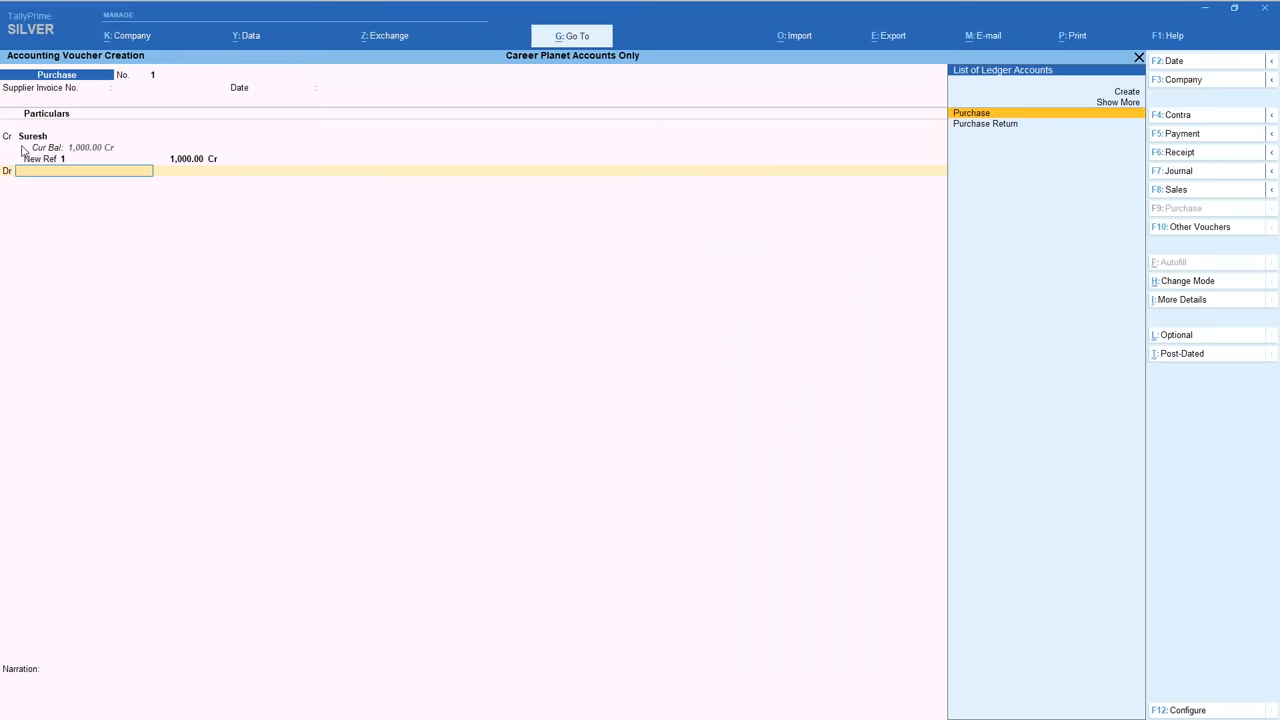 TallyPrime
SILVER
MANAGE
K: Company
Y: Data
Z: Exchange
G: Go To
O: Import
E: Export
M: E-mail
P: Print
F1: Help
Accounting Voucher Creation
Career Planet Accounts Only
Purchase No. 1
Supplier Invoice No. :
Date :
Particulars
Cr Suresh
Cur Bal: 1,000.00 Cr
New Ref 1 1,000.00 Cr
Dr
Narration:
List of Ledger Accounts
Create
Show More
Purchase
Purchase Return
F2: Date
F3: Company
F4: Contra
F5: Payment
F6: Receipt
F7: Journal
F8: Sales
F9: Purchase
F10: Other Vouchers
F: Autofill
H: Change Mode
I: More Details
L: Optional
T: Post-Dated
F12: Configure